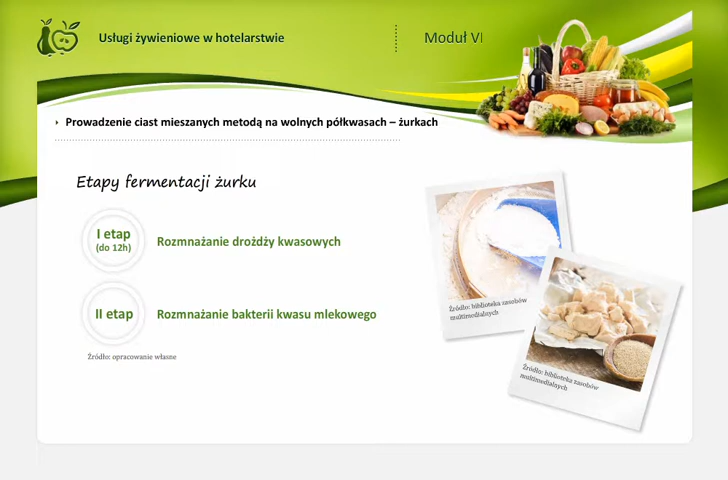 Usługi żywieniowe w hotelarstwie
Moduł VI
Prowadzenie ciast mieszanych metodą na wolnych półkwasach – żurkach
Etapy fermentacji żurku
I etap
(do 12h)
Rozmnażanie drożdży kwasowych
II etap
Rozmnażanie bakterii kwasu mlekowego
Źródło: opracowanie własne
Źródło: biblioteka zasobów
multimedialnych
Źródło: biblioteka zasobów
multimedialnych